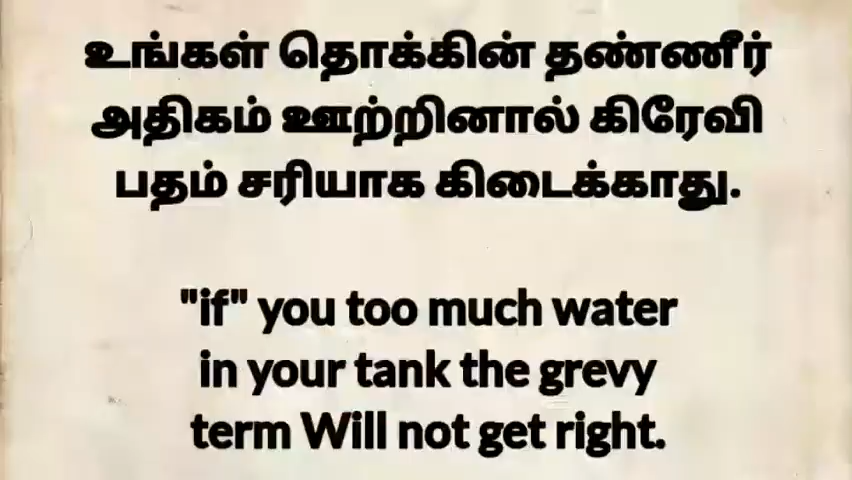 உங்கள் தொக்கின் தண்ணீர்
அதிகம் ஊற்றினால் கிரேவி
பதம் சரியாக கிடைக்காது.
"if" you too much water
in your tank the grevy
term Will not get right.